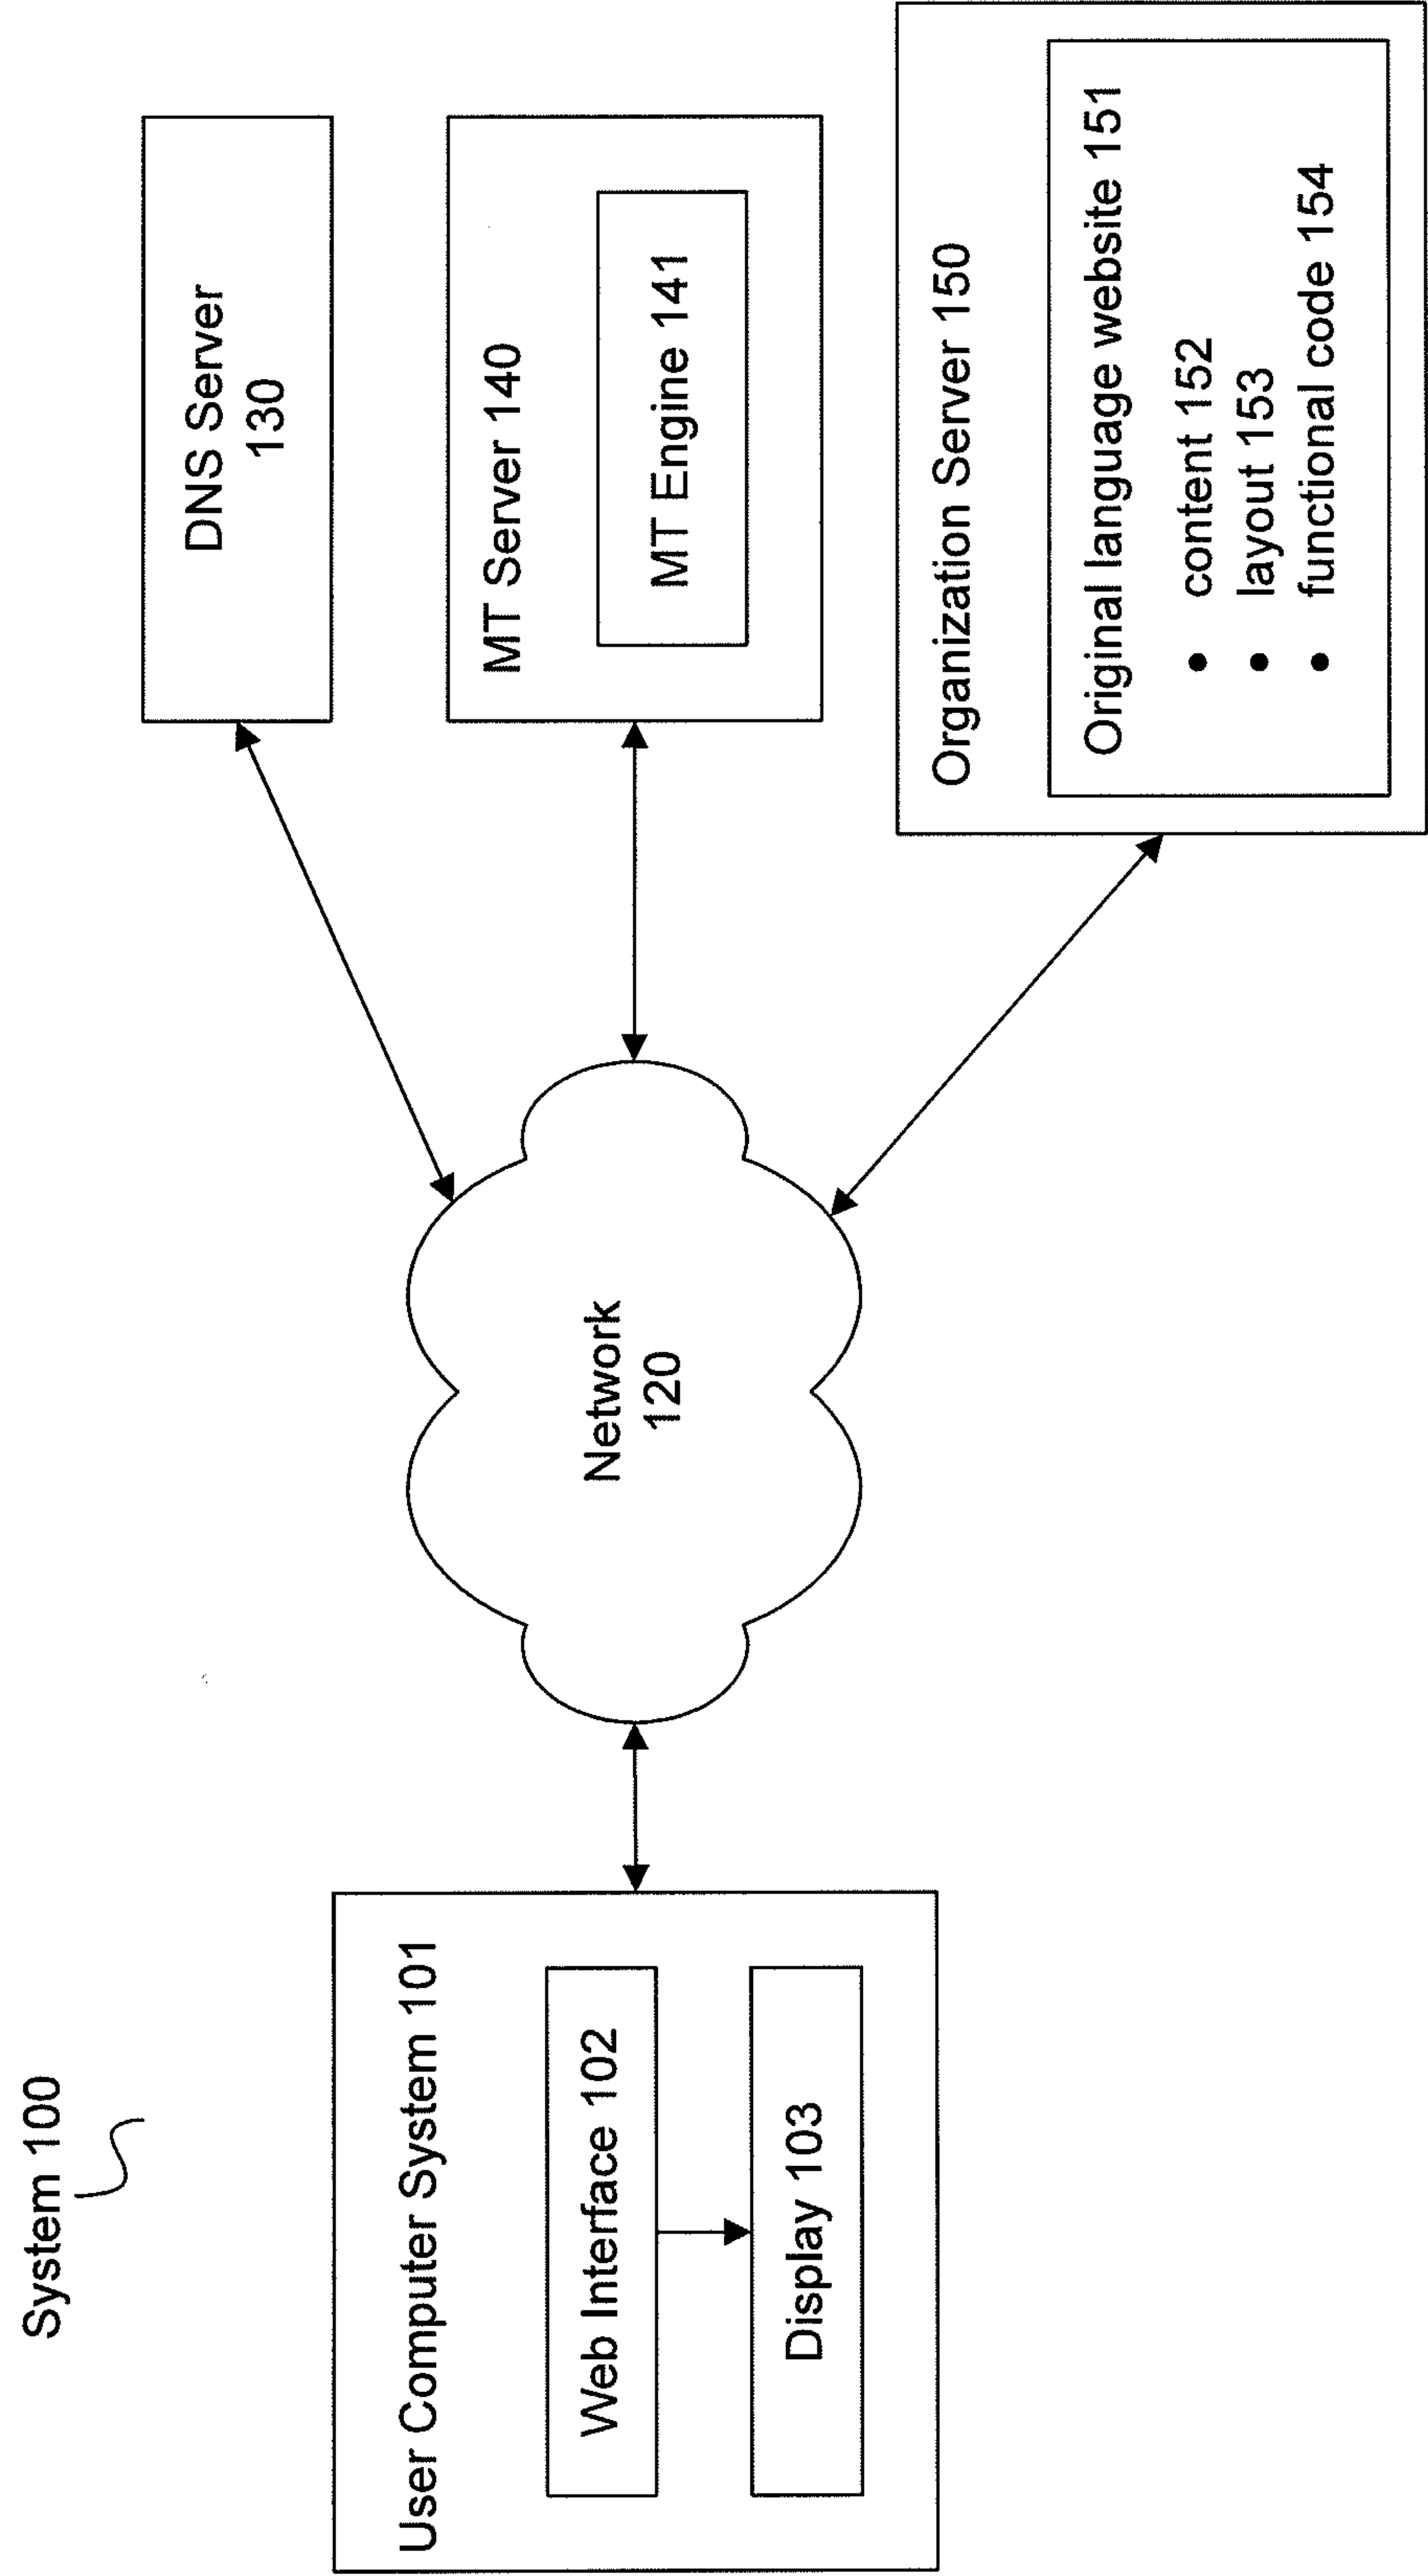 System 100
User Computer System 101
Web Interface 102
Display 103
Network
120
DNS Server
130
MT Server 140
MT Engine 141
Organization Server 150
Original language website 151
• content 152
• layout 153
• functional code 154